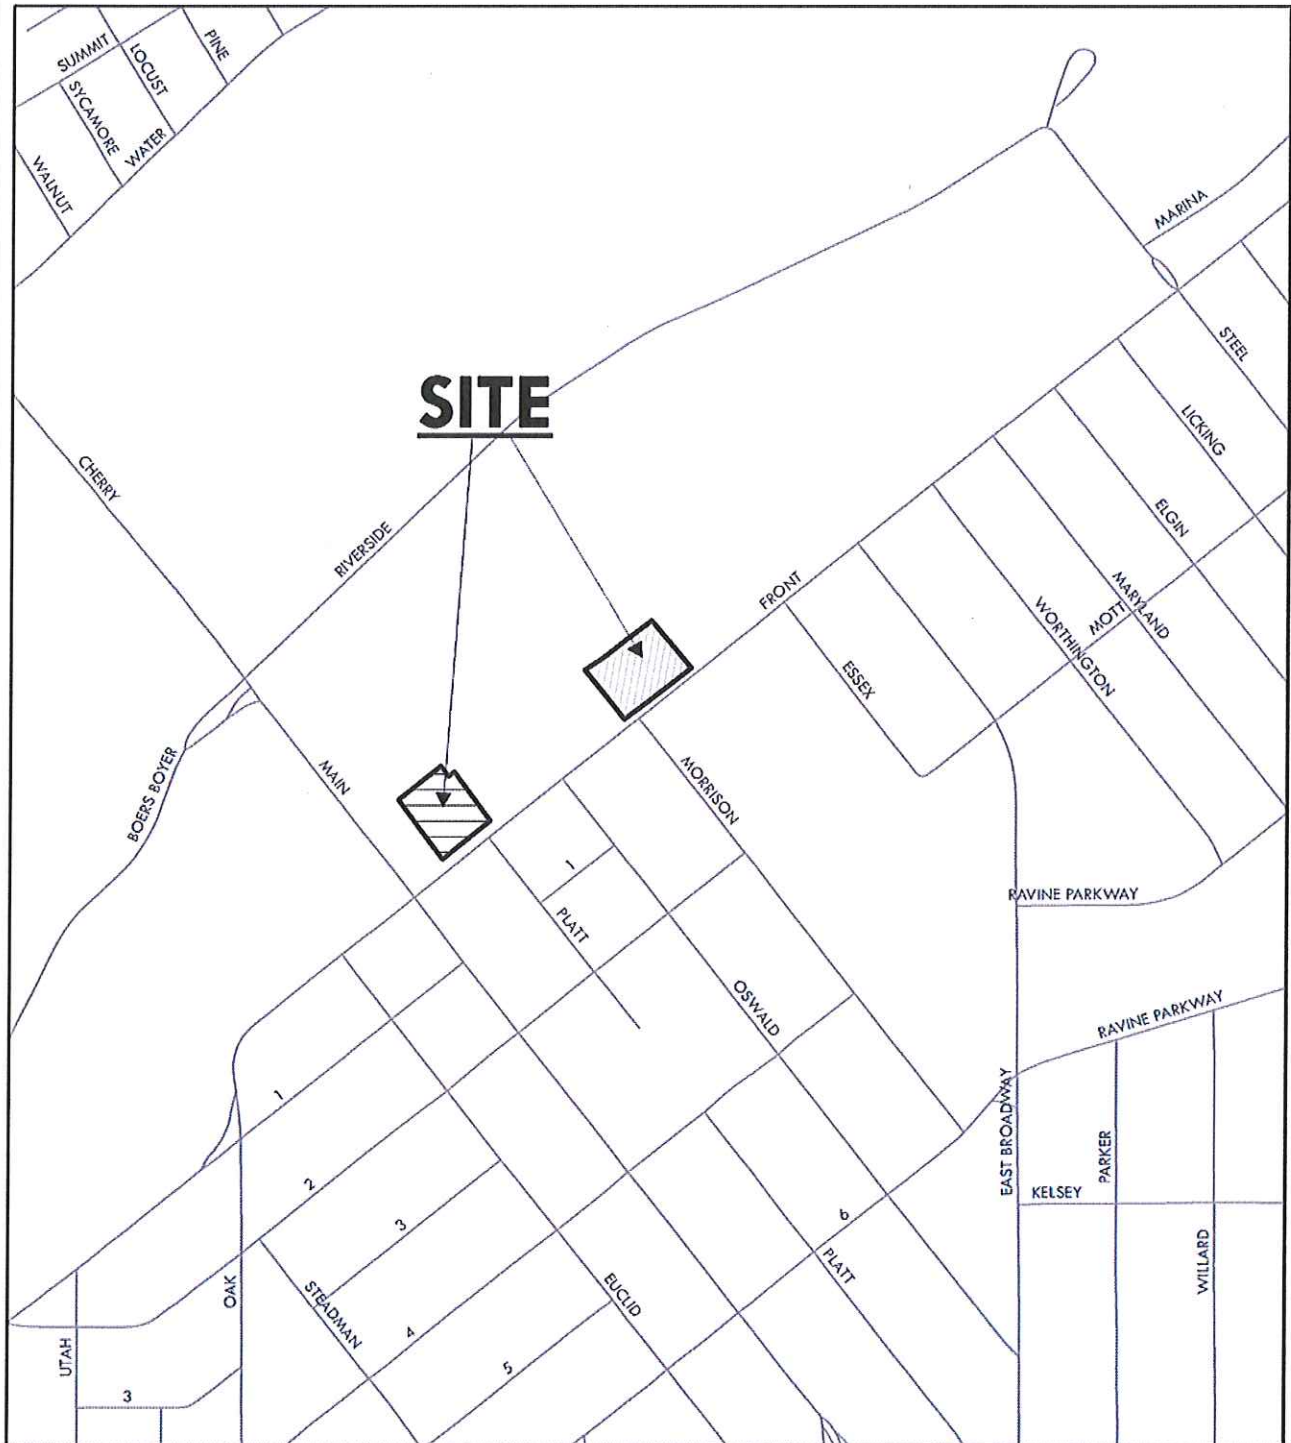 SUMMIT
LOCUST
PINE
SYCAMORE
WATER
WALNUT
MARINA
STEEL
SITE
LICKING
CHERRY
ELGIN
RIVERSIDE
FRONT
MARYLAND
MOTT
WORTHINGTON
ESSEX
MAIN
MORRISON
BOERS BOYER
1
RAVINE PARKWAY
PLATT
OSWALD
RAVINE PARKWAY
1
EAST BROADWAY
PARKER
2
KELSEY
3
6
OAK
STEADMAN
EUCLID
PLATT
WILLARD
UTAH
4
5
3